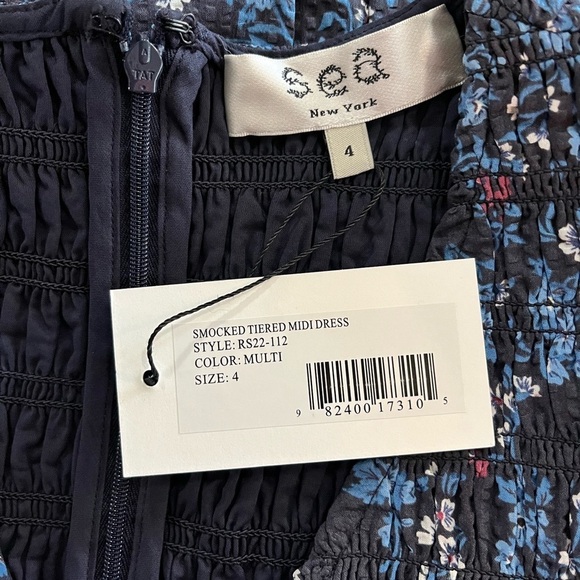 TAT
Sea
New York
4
SMOCKED TIERED MIDI DRESS
STYLE: RS22-112
COLOR: MULTI
SIZE: 4
9 82400 17310 5